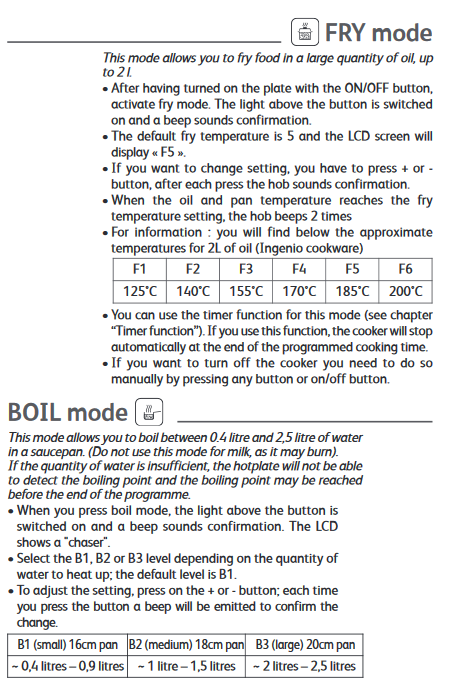 FRY mode
This mode allows you to fry food in a large quantity of oil, up
to 2 l.
• After having turned on the plate with the ON/OFF button,
activate fry mode. The light above the button is switched
on and a beep sounds confirmation.
• The default fry temperature is 5 and the LCD screen will
display « F5 ».
• If you want to change setting, you have to press + or -
button, after each press the hob sounds confirmation.
• When the oil and pan temperature reaches the fry
temperature setting, the hob beeps 2 times
• For information : you will find below the approximate
temperatures for 2L of oil (Ingenio cookware)
F1 F2 F3 F4 F5 F6
125°C 140°C 155°C 170°C 185°C 200°C
• You can use the timer function for this mode (see chapter
“Timer function”). If you use this function, the cooker will stop
automatically at the end of the programmed cooking time.
• If you want to turn off the cooker you need to do so
manually by pressing any button or on/off button.
BOIL mode
This mode allows you to boil between 0.4 litre and 2,5 litre of water
in a saucepan. (Do not use this mode for milk, as it may burn).
If the quantity of water is insufficient, the hotplate will not be able
to detect the boiling point and the boiling point may be reached
before the end of the programme.
• When you press boil mode, the light above the button is
switched on and a beep sounds confirmation. The LCD
shows a "chaser".
• Select the B1, B2 or B3 level depending on the quantity of
water to heat up; the default level is B1.
• To adjust the setting, press on the + or - button; each time
you press the button a beep will be emitted to confirm the
change.
B1 (small) 16cm pan B2 (medium) 18cm pan B3 (large) 20cm pan
~ 0,4 litres – 0,9 litres ~ 1 litre – 1,5 litres ~ 2 litres – 2,5 litres